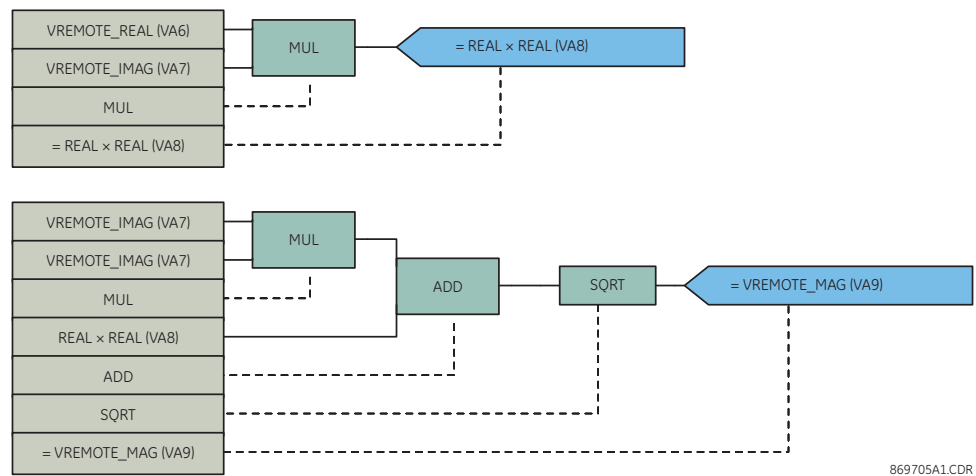 VREMOTE_REAL (VA6)
VREMOTE_IMAG (VA7)
MUL
= REAL × REAL (VA8)
MUL
= REAL × REAL (VA8)
VREMOTE_IMAG (VA7)
VREMOTE_IMAG (VA7)
MUL
REAL × REAL (VA8)
ADD
SQRT
= VREMOTE_MAG (VA9)
MUL
ADD
SQRT
= VREMOTE_MAG (VA9)
869705A1.CDR